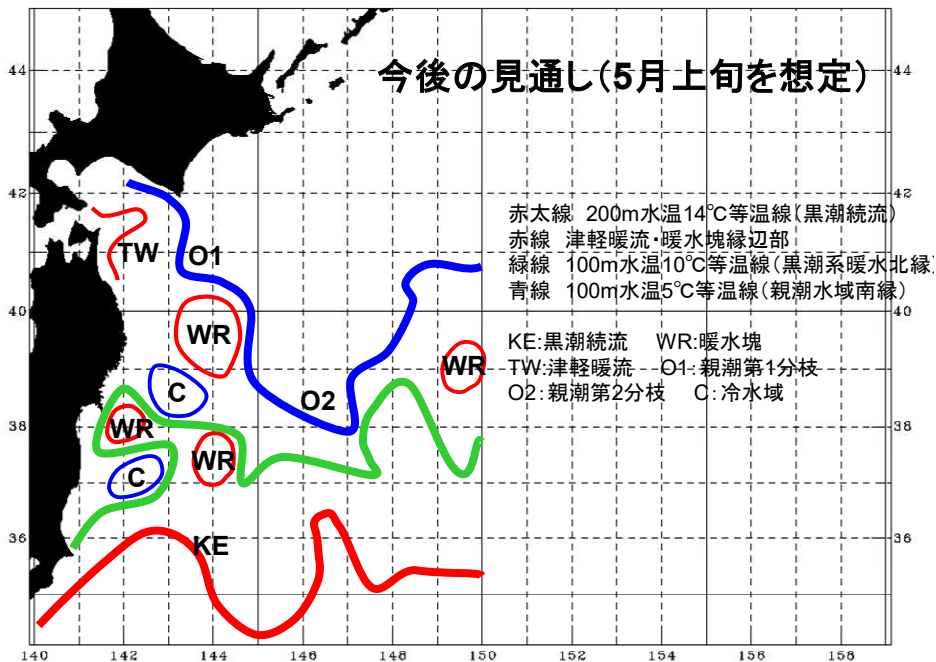 今後の見通し(5月上旬を想定)
44
44
42
42
40
40
38
38
36
36
赤太線 200m水温14℃等温線(黒潮続流)
赤線 津軽暖流・暖水塊縁辺部
緑線 100m水温10℃等温線(黒潮系暖水北縁)
青線 100m水温5℃等温線(親潮水域南縁)
KE:黒潮続流 WR:暖水塊
TW:津軽暖流 O1:親潮第1分枝
O2:親潮第2分枝 C:冷水域
TW
O1
WR
WR
C
O2
WR
WR
C
KE
140 142 144 146 148 150 152 154 156 158